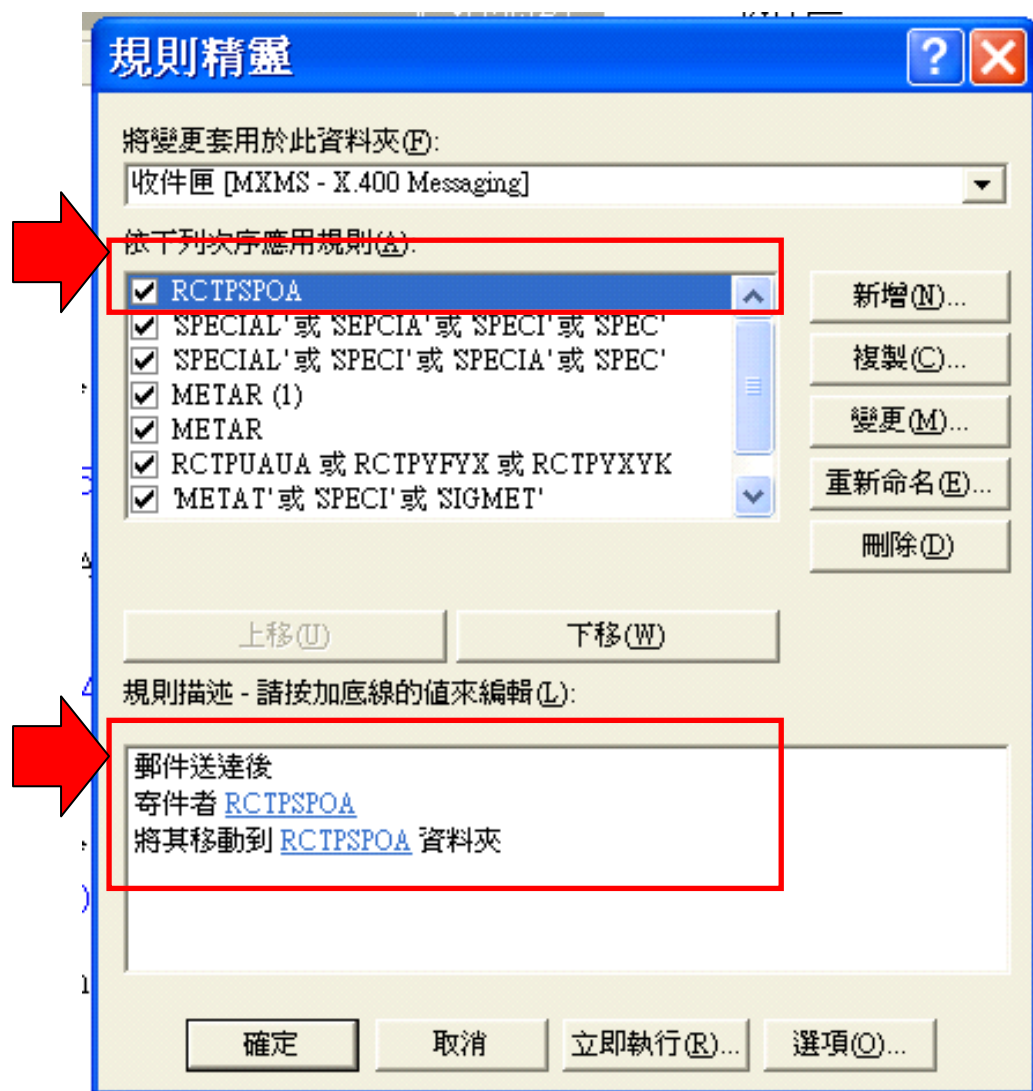 規則精靈
將變更套用於此資料夾(F):
收件匣 [MXMS - X.400 Messaging]
依下列次序應用規則(A):
RCTPSPOA
新增(N)...
'SPECIAL'或 'SEPCIA'或 'SPECI'或 'SPEC'
'SPECIAL'或 'SPECI'或 'SPECIA'或 'SPEC'
複製(C)...
METAR (1)
METAR
變更(M)...
RCTPUAUA 或 RCTPYFYX 或 RCTPYXYK
重新命名(E)...
'METAT'或 'SPECI'或 'SIGMET'
刪除(D)
上移(U)
下移(W)
規則描述 - 請按加底線的值來編輯(L):
郵件送達後
寄件者 RCTPSPOA
將其移動到 RCTPSPOA 資料夾
確定
取消
立即執行(R)...
選項(O)...